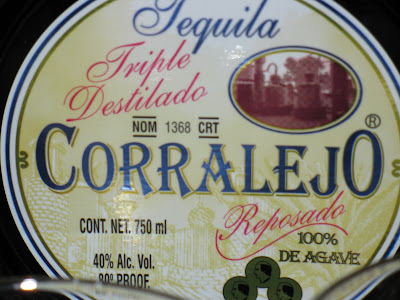 Tequila
Triple
Destilado
NOM 1368 CRT
CORRALEJO®
CONT. NET. 750 ml
Reposado
100%
DE AGAVE
40% Alc. Vol.
80º PROOF